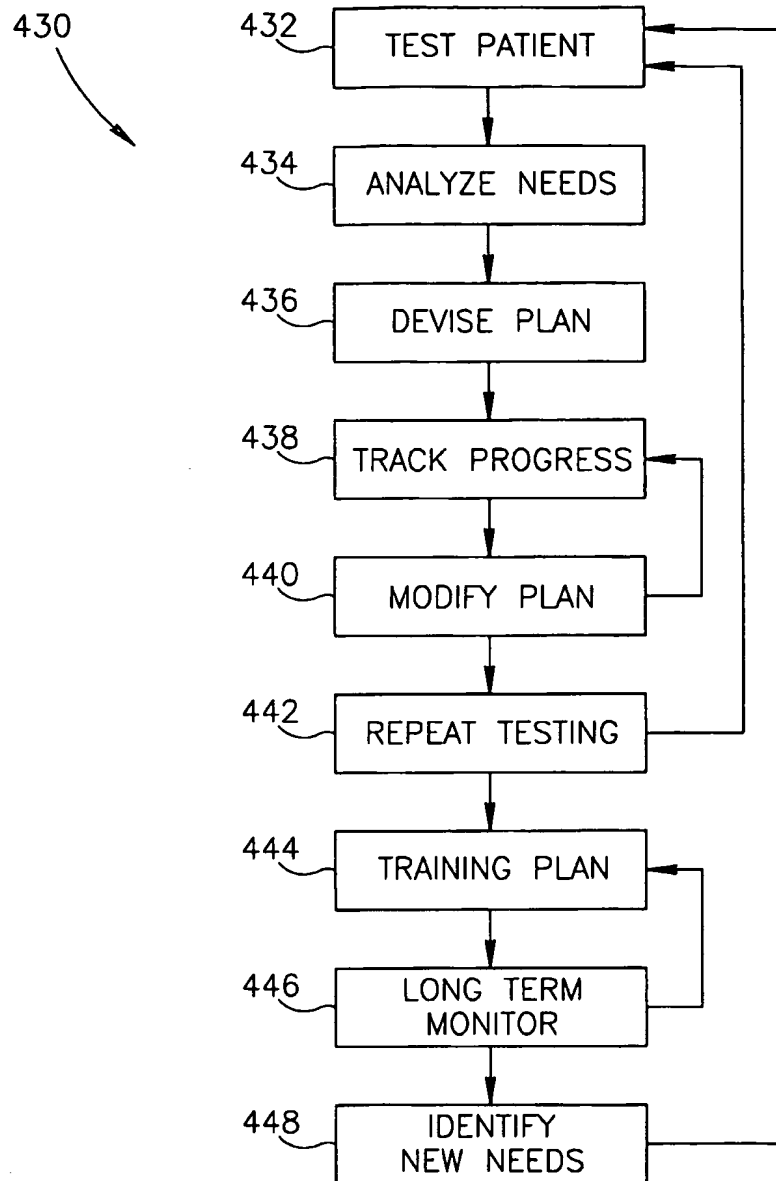 430
432
TEST PATIENT
434
ANALYZE NEEDS
436
DEVISE PLAN
438
TRACK PROGRESS
440
MODIFY PLAN
442
REPEAT TESTING
444
TRAINING PLAN
446
LONG TERM
MONITOR
448
IDENTIFY
NEW NEEDS